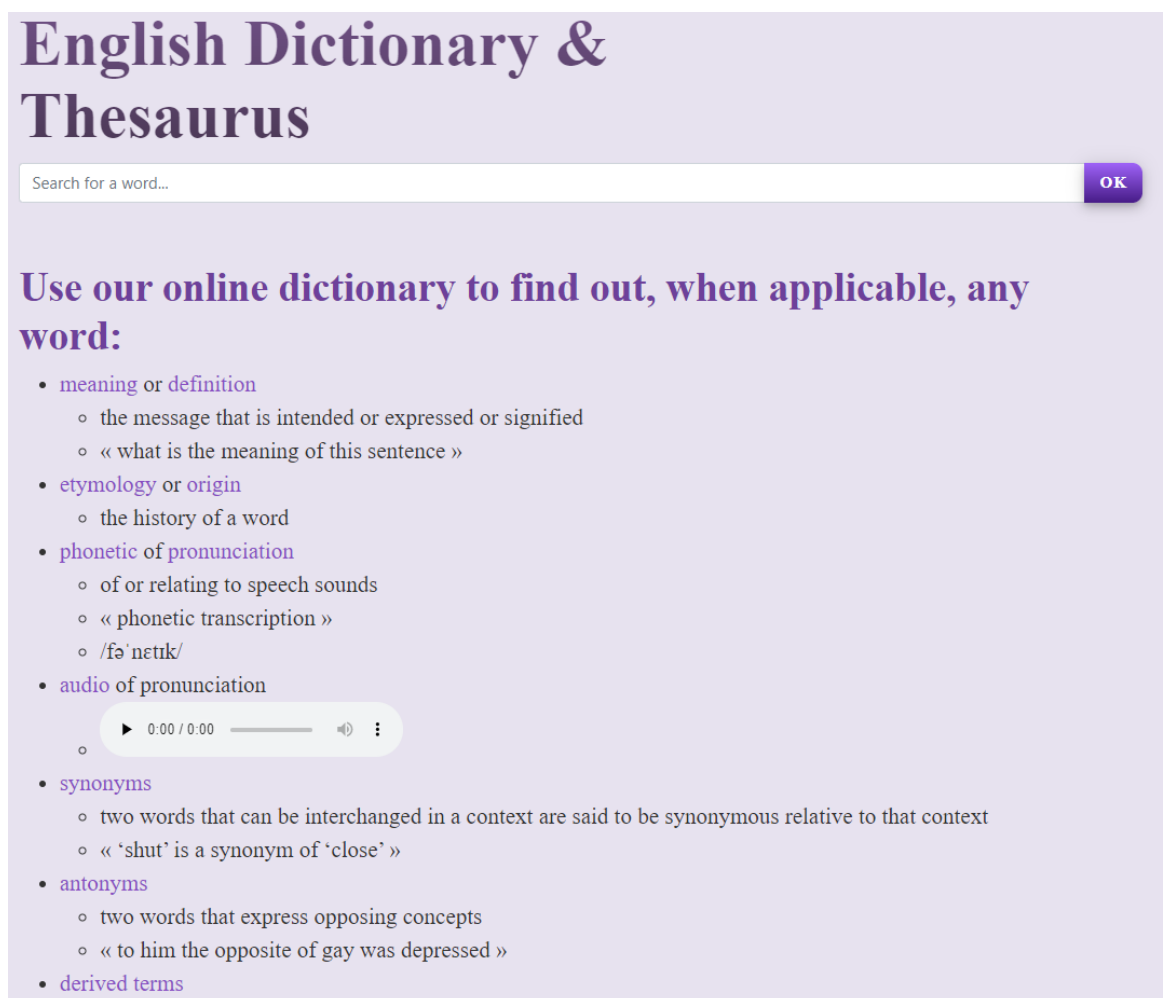 English Dictionary &
Thesaurus
Search for a word...
OK
Use our online dictionary to find out, when applicable, any
word:
meaning or definition
the message that is intended or expressed or signified
« what is the meaning of this sentence »
etymology or origin
the history of a word
phonetic of pronunciation
of or relating to speech sounds
« phonetic transcription »
/fəˈnɛtɪk/
audio of pronunciation
0:00 / 0:00
synonyms
two words that can be interchanged in a context are said to be synonymous relative to that context
« ‘shut’ is a synonym of ‘close’ »
antonyms
two words that express opposing concepts
« to him the opposite of gay was depressed »
derived terms